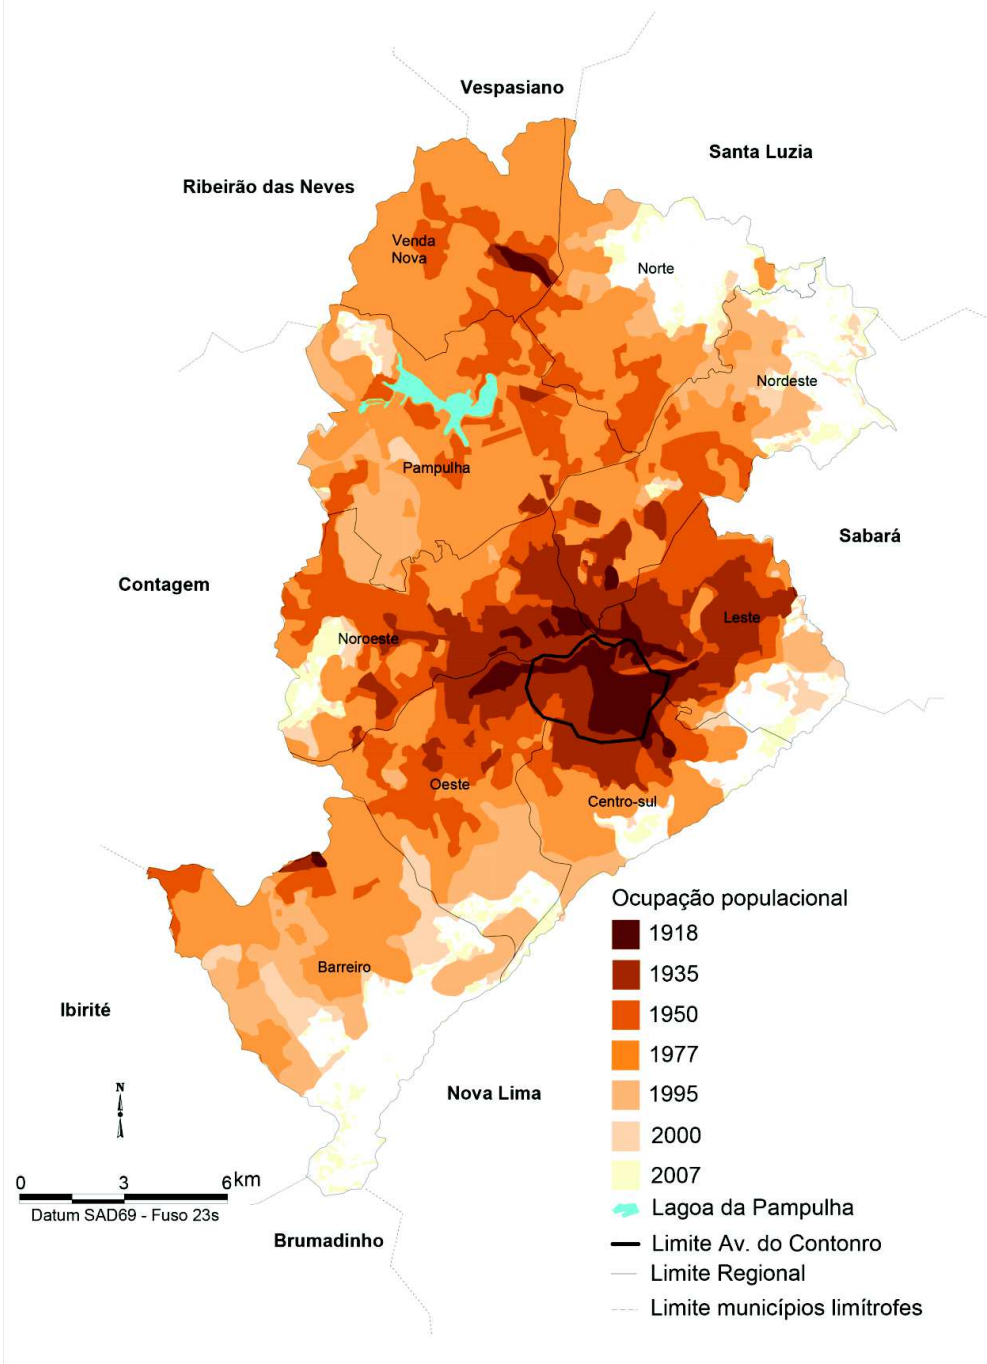 Vespasiano
Santa Luzia
Ribeirão das Neves
Venda
Nova
Norte
Nordeste
Pampulha
Sabará
Contagem
Leste
Noroeste
Oeste
Centro-sul
Barreiro
Ibirité
Nova Lima
Brumadinho
N
0 3 6 km
Datum SAD69 - Fuso 23s
Ocupação populacional
1918
1935
1950
1977
1995
2000
2007
Lagoa da Pampulha
Limite Av. do Contonro
Limite Regional
Limite municípios limítrofes